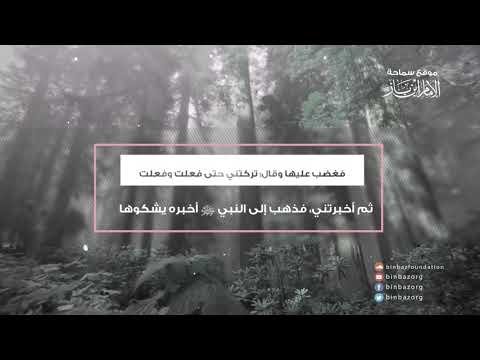 موقع سماحة
الإمام ابن باز
فغضب عليها وقال: تركتني حتى فعلت وفعلت
ثم أخبرتني، فذهب إلى النبي ﷺ أخبره يشكوها
binbazfoundation
binbazorg
binbazorg
binbazorg